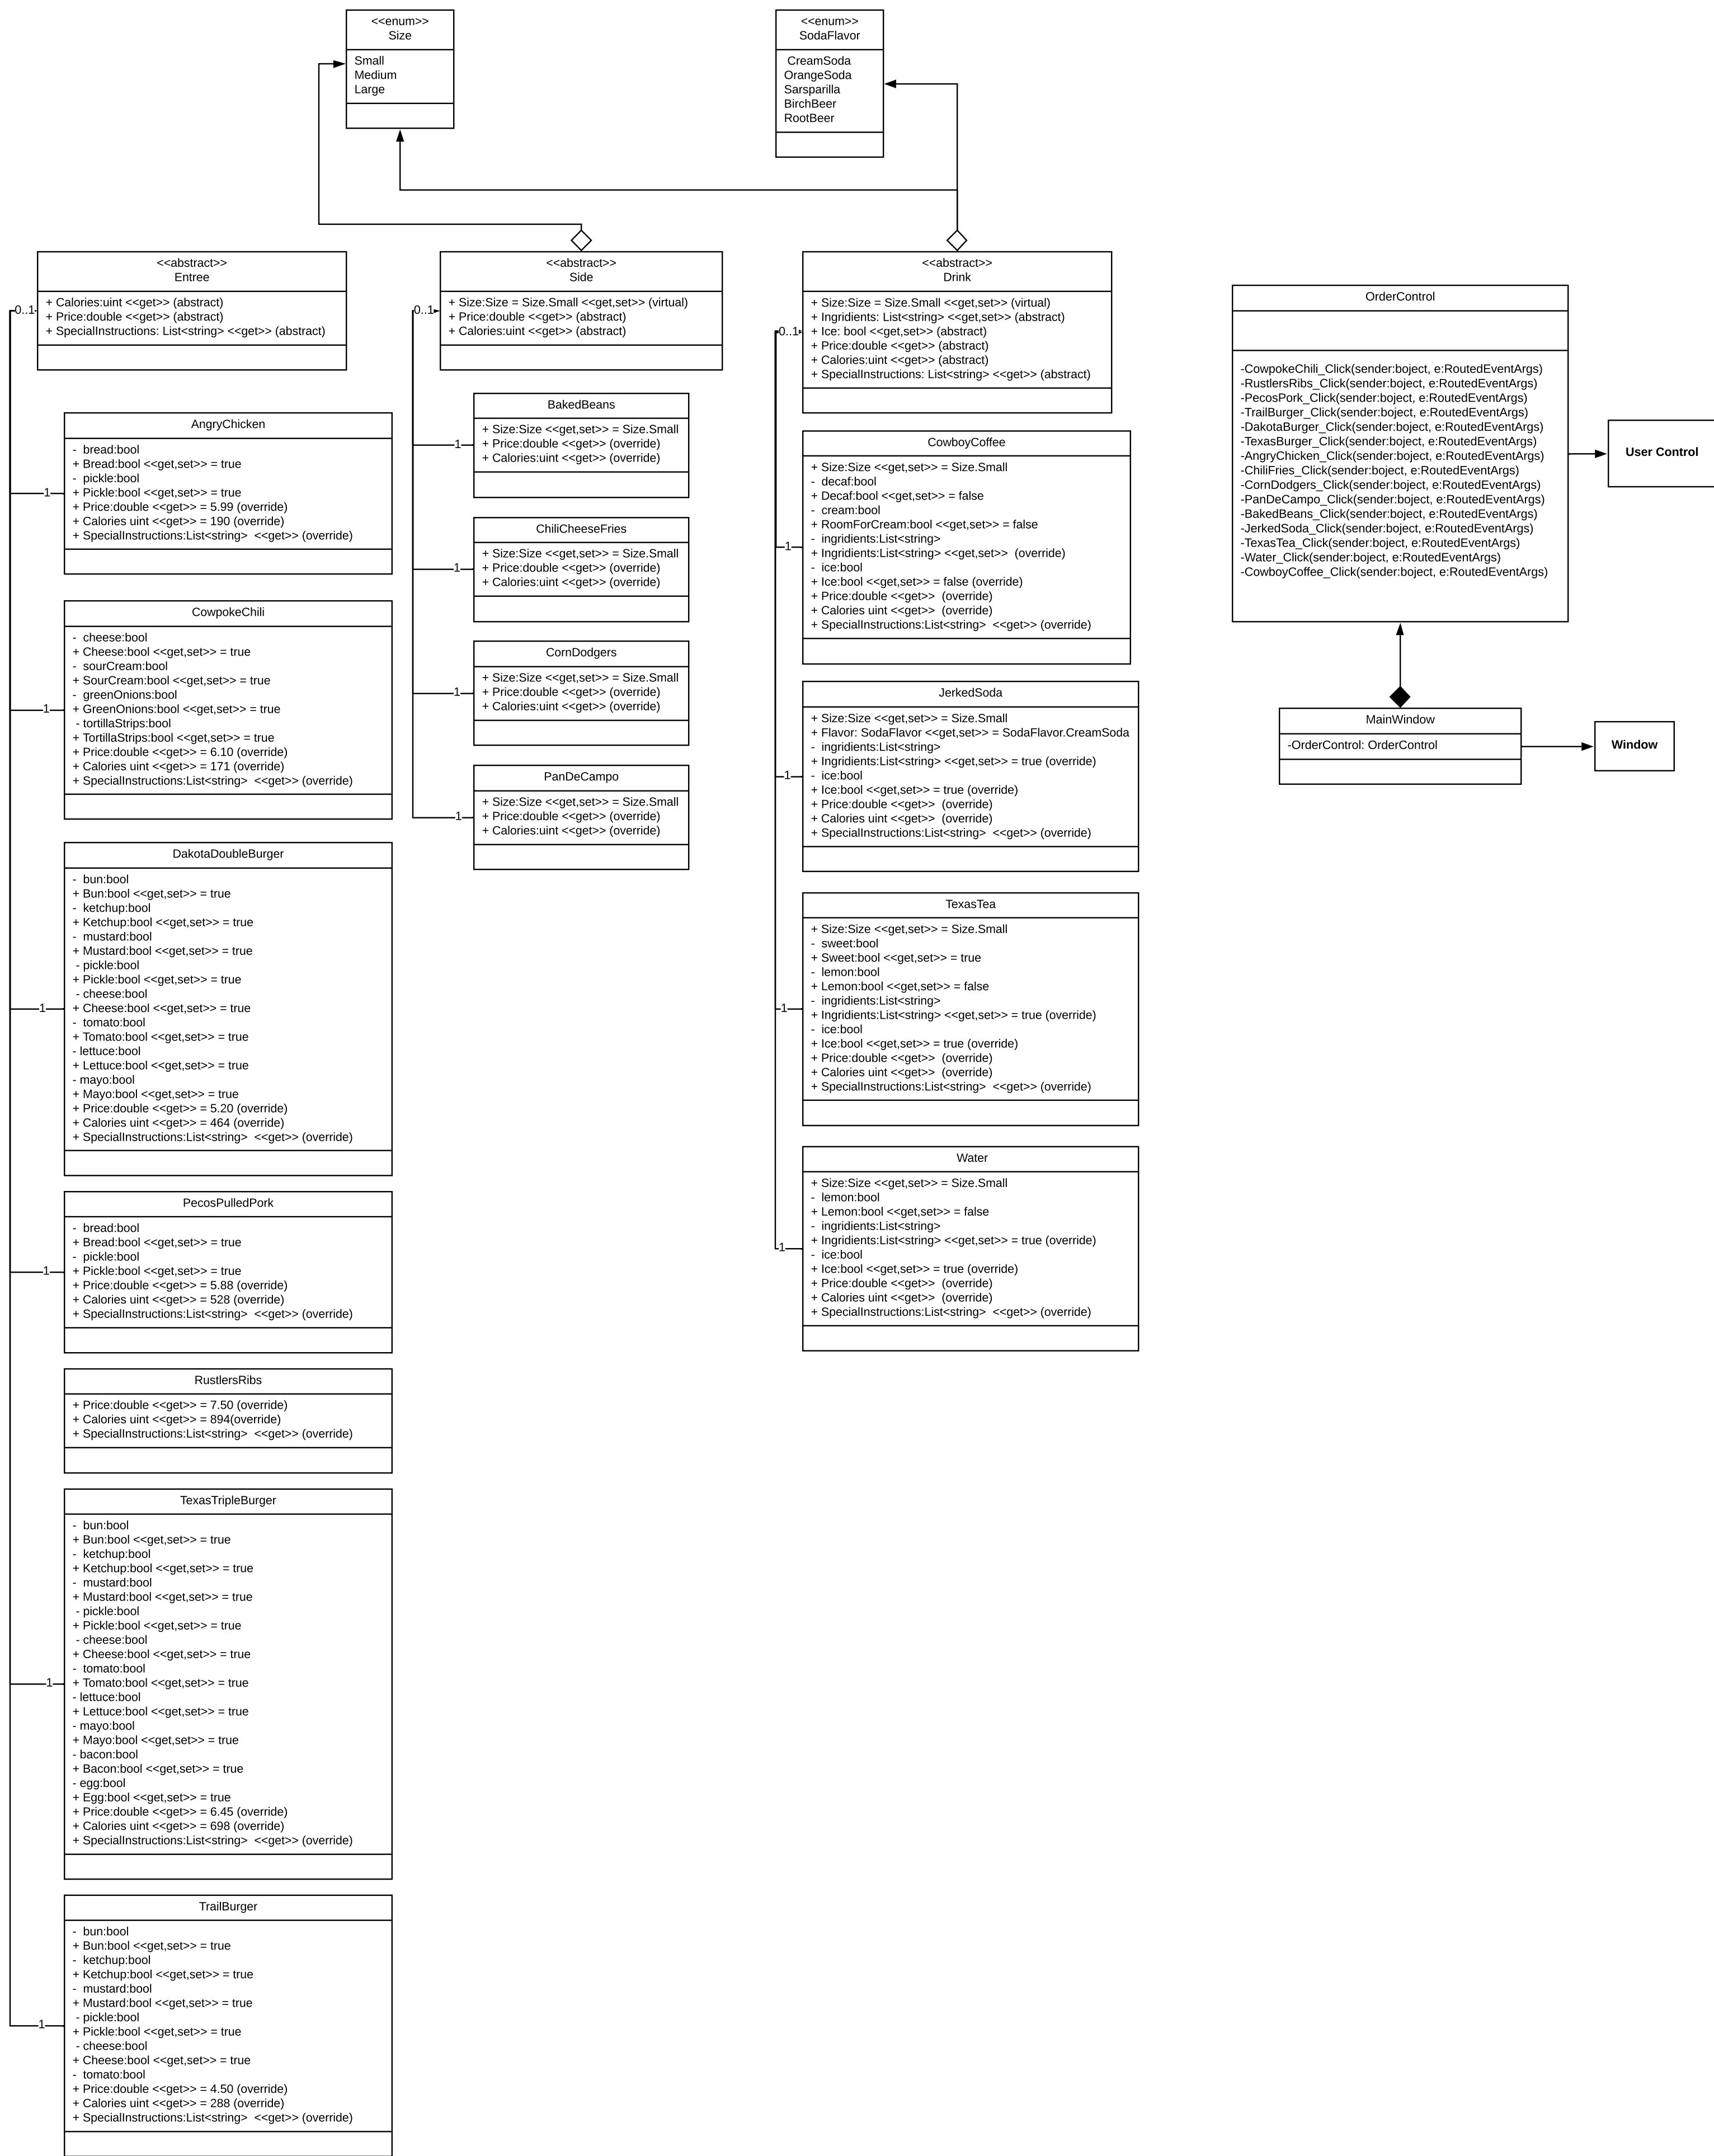 <<enum>>
Size
Small
Medium
Large
<<enum>>
SodaFlavor
CreamSoda
OrangeSoda
Sarsparilla
BirchBeer
RootBeer
<<abstract>>
Entree
+ Calories:uint <<get>> (abstract)
+ Price:double <<get>> (abstract)
+ SpecialInstructions: List<string> <<get>> (abstract)
0..1
AngryChicken
- bread:bool
+ Bread:bool <<get,set>> = true
- pickle:bool
+ Pickle:bool <<get,set>> = true
+ Price:double <<get>> = 5.99 (override)
+ Calories uint <<get>> = 190 (override)
+ SpecialInstructions:List<string> <<get>> (override)
1
CowpokeChili
- cheese:bool
+ Cheese:bool <<get,set>> = true
- sourCream:bool
+ SourCream:bool <<get,set>> = true
- greenOnions:bool
+ GreenOnions:bool <<get,set>> = true
- tortillaStrips:bool
+ TortillaStrips:bool <<get,set>> = true
+ Price:double <<get>> = 6.10 (override)
+ Calories uint <<get>> = 171 (override)
+ SpecialInstructions:List<string> <<get>> (override)
1
DakotaDoubleBurger
- bun:bool
+ Bun:bool <<get,set>> = true
- ketchup:bool
+ Ketchup:bool <<get,set>> = true
- mustard:bool
+ Mustard:bool <<get,set>> = true
- pickle:bool
+ Pickle:bool <<get,set>> = true
- cheese:bool
+ Cheese:bool <<get,set>> = true
- tomato:bool
+ Tomato:bool <<get,set>> = true
- lettuce:bool
+ Lettuce:bool <<get,set>> = true
- mayo:bool
+ Mayo:bool <<get,set>> = true
+ Price:double <<get>> = 5.20 (override)
+ Calories uint <<get>> = 464 (override)
+ SpecialInstructions:List<string> <<get>> (override)
1
PecosPulledPork
- bread:bool
+ Bread:bool <<get,set>> = true
- pickle:bool
+ Pickle:bool <<get,set>> = true
+ Price:double <<get>> = 5.88 (override)
+ Calories uint <<get>> = 528 (override)
+ SpecialInstructions:List<string> <<get>> (override)
1
RustlersRibs
+ Price:double <<get>> = 7.50 (override)
+ Calories uint <<get>> = 894(override)
+ SpecialInstructions:List<string> <<get>> (override)
TexasTripleBurger
- bun:bool
+ Bun:bool <<get,set>> = true
- ketchup:bool
+ Ketchup:bool <<get,set>> = true
- mustard:bool
+ Mustard:bool <<get,set>> = true
- pickle:bool
+ Pickle:bool <<get,set>> = true
- cheese:bool
+ Cheese:bool <<get,set>> = true
- tomato:bool
+ Tomato:bool <<get,set>> = true
- lettuce:bool
+ Lettuce:bool <<get,set>> = true
- mayo:bool
+ Mayo:bool <<get,set>> = true
- bacon:bool
+ Bacon:bool <<get,set>> = true
- egg:bool
+ Egg:bool <<get,set>> = true
+ Price:double <<get>> = 6.45 (override)
+ Calories uint <<get>> = 698 (override)
+ SpecialInstructions:List<string> <<get>> (override)
1
TrailBurger
- bun:bool
+ Bun:bool <<get,set>> = true
- ketchup:bool
+ Ketchup:bool <<get,set>> = true
- mustard:bool
+ Mustard:bool <<get,set>> = true
- pickle:bool
+ Pickle:bool <<get,set>> = true
- cheese:bool
+ Cheese:bool <<get,set>> = true
- tomato:bool
+ Price:double <<get>> = 4.50 (override)
+ Calories uint <<get>> = 288 (override)
+ SpecialInstructions:List<string> <<get>> (override)
1
<<abstract>>
Side
+ Size:Size = Size.Small <<get,set>> (virtual)
+ Price:double <<get>> (abstract)
+ Calories:uint <<get>> (abstract)
0..1
BakedBeans
+ Size:Size <<get,set>> = Size.Small
+ Price:double <<get>> (override)
+ Calories:uint <<get>> (override)
1
ChiliCheeseFries
+ Size:Size <<get,set>> = Size.Small
+ Price:double <<get>> (override)
+ Calories:uint <<get>> (override)
1
CornDodgers
+ Size:Size <<get,set>> = Size.Small
+ Price:double <<get>> (override)
+ Calories:uint <<get>> (override)
1
PanDeCampo
+ Size:Size <<get,set>> = Size.Small
+ Price:double <<get>> (override)
+ Calories:uint <<get>> (override)
1
<<abstract>>
Drink
+ Size:Size = Size.Small <<get,set>> (virtual)
+ Ingridients: List<string> <<get,set>> (abstract)
+ Ice: bool <<get,set>> (abstract)
+ Price:double <<get>> (abstract)
+ Calories:uint <<get>> (abstract)
+ SpecialInstructions: List<string> <<get>> (abstract)
0..1
CowboyCoffee
+ Size:Size <<get,set>> = Size.Small
- decaf:bool
+ Decaf:bool <<get,set>> = false
- cream:bool
+ RoomForCream:bool <<get,set>> = false
- ingridients:List<string>
+ Ingridients:List<string> <<get,set>> (override)
- ice:bool
+ Ice:bool <<get,set>> = false (override)
+ Price:double <<get>> (override)
+ Calories uint <<get>> (override)
+ SpecialInstructions:List<string> <<get>> (override)
1
JerkedSoda
+ Size:Size <<get,set>> = Size.Small
+ Flavor: SodaFlavor <<get,set>> = SodaFlavor.CreamSoda
- ingridients:List<string>
+ Ingridients:List<string> <<get,set>> = true (override)
- ice:bool
+ Ice:bool <<get,set>> = true (override)
+ Price:double <<get>> (override)
+ Calories uint <<get>> (override)
+ SpecialInstructions:List<string> <<get>> (override)
1
TexasTea
+ Size:Size <<get,set>> = Size.Small
- sweet:bool
+ Sweet:bool <<get,set>> = true
- lemon:bool
+ Lemon:bool <<get,set>> = false
- ingridients:List<string>
+ Ingridients:List<string> <<get,set>> = true (override)
- ice:bool
+ Ice:bool <<get,set>> = true (override)
+ Price:double <<get>> (override)
+ Calories uint <<get>> (override)
+ SpecialInstructions:List<string> <<get>> (override)
1
Water
+ Size:Size <<get,set>> = Size.Small
- lemon:bool
+ Lemon:bool <<get,set>> = false
- ingridients:List<string>
+ Ingridients:List<string> <<get,set>> = true (override)
- ice:bool
+ Ice:bool <<get,set>> = true (override)
+ Price:double <<get>> (override)
+ Calories uint <<get>> (override)
+ SpecialInstructions:List<string> <<get>> (override)
1
OrderControl
-CowpokeChili_Click(sender:boject, e:RoutedEventArgs)
-RustlersRibs_Click(sender:boject, e:RoutedEventArgs)
-PecosPork_Click(sender:boject, e:RoutedEventArgs)
-TrailBurger_Click(sender:boject, e:RoutedEventArgs)
-DakotaBurger_Click(sender:boject, e:RoutedEventArgs)
-TexasBurger_Click(sender:boject, e:RoutedEventArgs)
-AngryChicken_Click(sender:boject, e:RoutedEventArgs)
-ChiliFries_Click(sender:boject, e:RoutedEventArgs)
-CornDodgers_Click(sender:boject, e:RoutedEventArgs)
-PanDeCampo_Click(sender:boject, e:RoutedEventArgs)
-BakedBeans_Click(sender:boject, e:RoutedEventArgs)
-JerkedSoda_Click(sender:boject, e:RoutedEventArgs)
-TexasTea_Click(sender:boject, e:RoutedEventArgs)
-Water_Click(sender:boject, e:RoutedEventArgs)
-CowboyCoffee_Click(sender:boject, e:RoutedEventArgs)
User Control
MainWindow
-OrderControl: OrderControl
Window